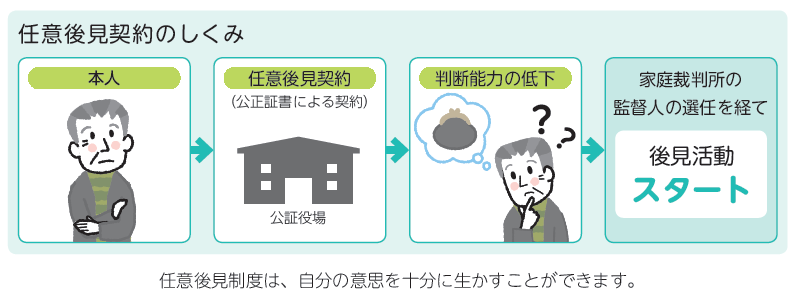 任意後見契約のしくみ
本人
任意後見契約
（公正証書による契約）
公証役場
判断能力の低下
? ?
家庭裁判所の
監督人の選任を経て
後見活動
スタート
任意後見制度は、自分の意思を十分に生かすことができます。